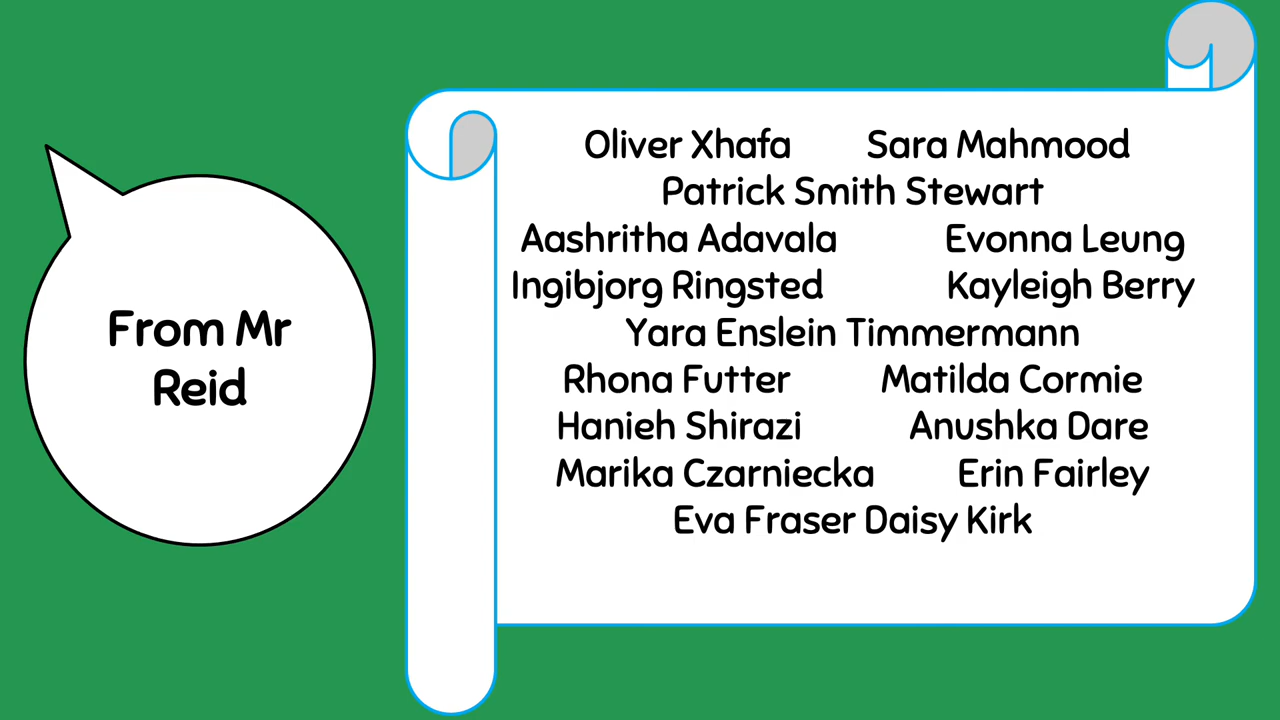 From Mr
Reid
Oliver Xhafa Sara Mahmood
Patrick Smith Stewart
Aashritha Adavala Evonna Leung
Ingibjorg Ringsted Kayleigh Berry
Yara Enslein Timmermann
Rhona Futter Matilda Cormie
Hanieh Shirazi Anushka Dare
Marika Czarniecka Erin Fairley
Eva Fraser Daisy Kirk